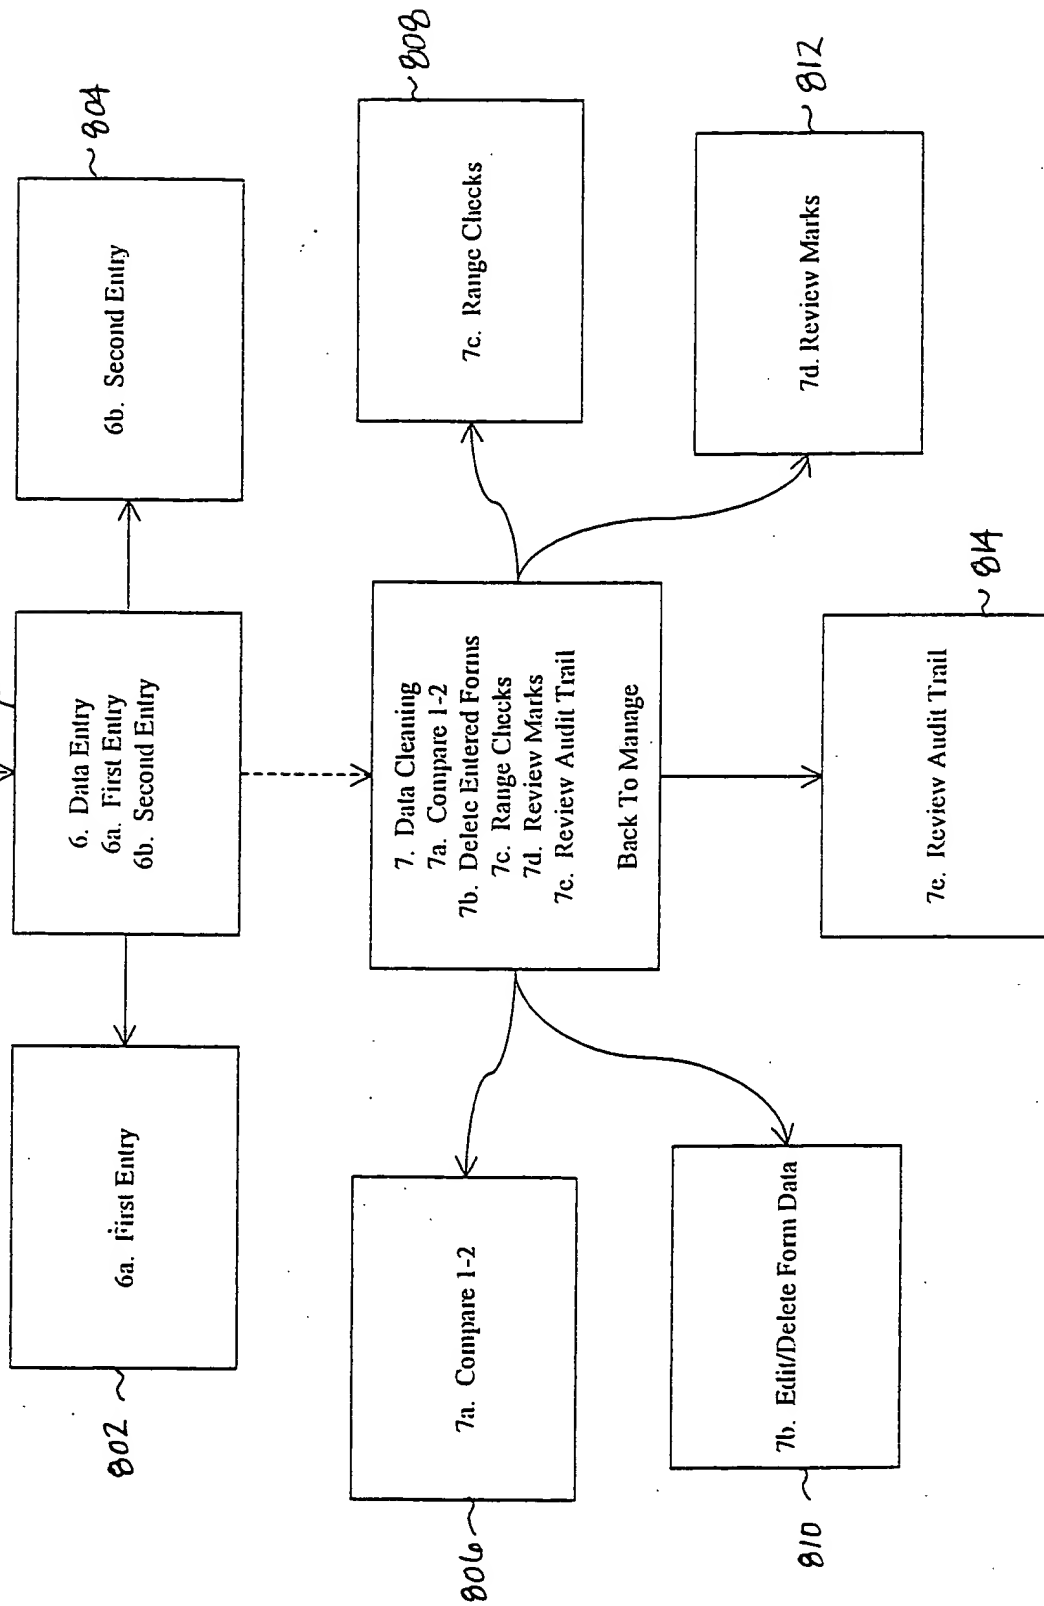 802
6a. First Entry
6. Data Entry
6a. First Entry
6b. Second Entry
6b. Second Entry
804
806
7a. Compare 1-2
7. Data Cleaning
7a. Compare 1-2
7b. Delete Entered Forms
7c. Range Checks
7d. Review Marks
7e. Review Audit Trail
Back To Manage
7c. Range Checks
808
810
7b. Edit/Delete Form Data
7d. Review Marks
812
7e. Review Audit Trail
814